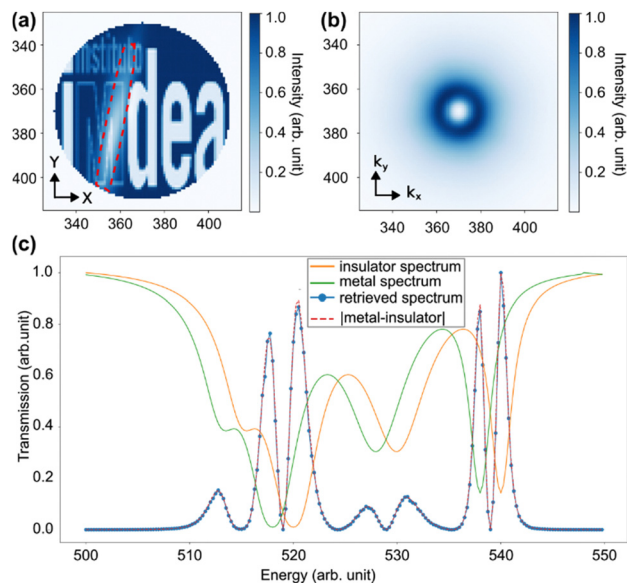 (a)
1.0
0.8
0.6
0.4
0.2
Intensity (arb. unit)
340
360
380
400
340 360 380 400
Y
X
instituto
iMdea
(b)
1.0
0.8
0.6
0.4
0.2
Intensity (arb. unit)
340
360
380
400
340 360 380 400
ky
kx
(c)
insulator spectrum
metal spectrum
retrieved spectrum
|metal-insulator|
Transmission (arb.unit)
1.0
0.8
0.6
0.4
0.2
0.0
500 510 520 530 540 550
Energy (arb. unit)